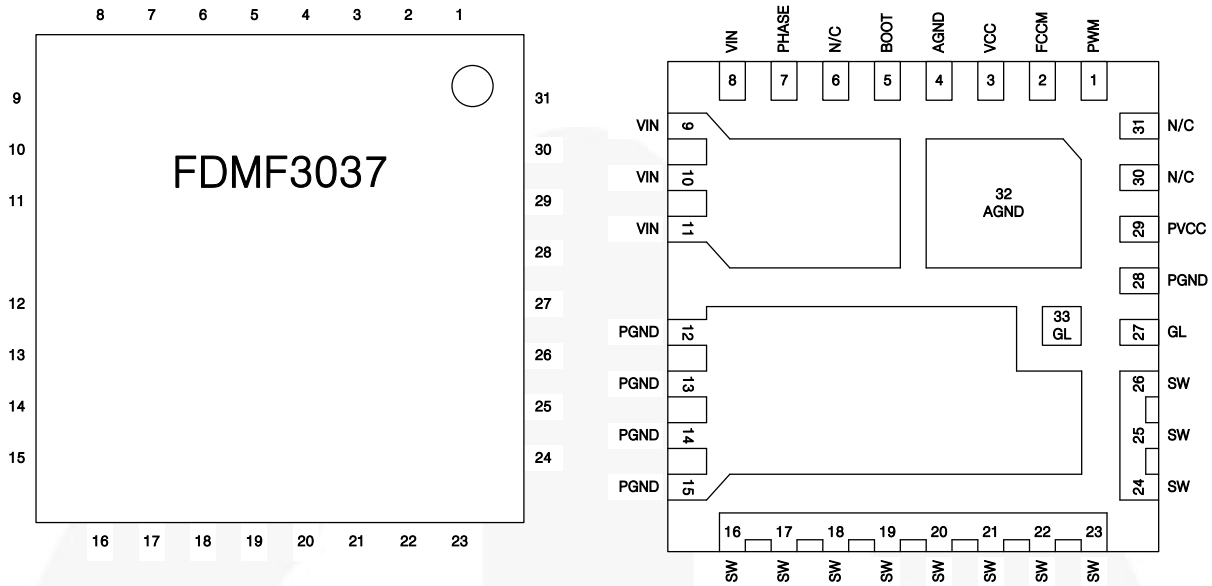 8 7 6 5 4 3 2 1
9 31
10 30
11 29
28
12 27
13 26
14 25
15 24
16 17 18 19 20 21 22 23
FDMF3037
VIN PHASE N/C BOOT AGND VCC FCCM PWM
8 7 6 5 4 3 2 1
VIN 9 31 N/C
VIN 10 30 N/C
VIN 11 29 PVCC
32
AGND
28 PGND
33
GL
PGND 12 27 GL
PGND 13 26 SW
PGND 14 25 SW
PGND 15 24 SW
16 17 18 19 20 21 22 23
SW SW SW SW SW SW SW SW